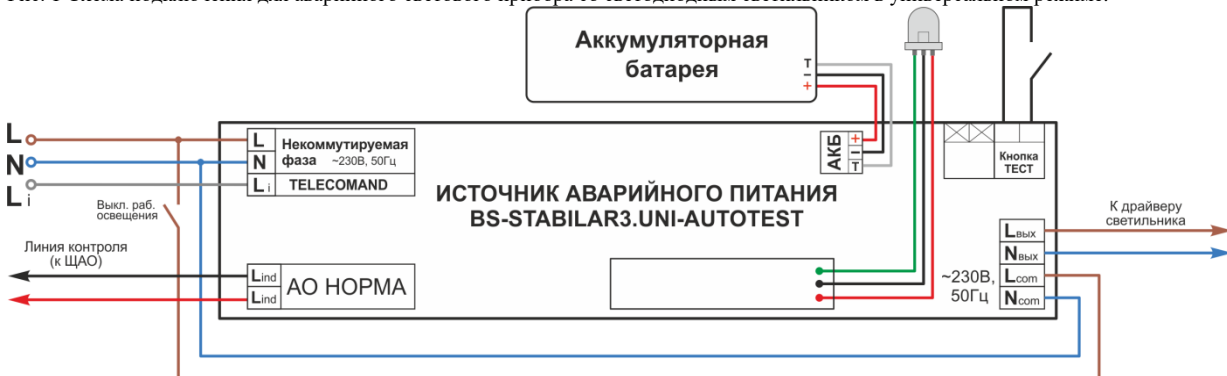 Аккумуляторная
батарея
T
–
+
L
N
L i
L
N
L i
Некоммутируемая
фаза ~230В, 50Гц
TELECOMAND
АКБ
+
–
T
Кнопка
ТЕСТ
ИСТОЧНИК АВАРИЙНОГО ПИТАНИЯ
BS-STABILAR3.UNI-AUTOTEST
Выкл. раб.
освещения
Линия контроля
(к ЩАО)
Lind
Lind
АО НОРМА
~230В,
50Гц
Lвых
Nвых
Lcom
Ncom
К драйверу
светильника